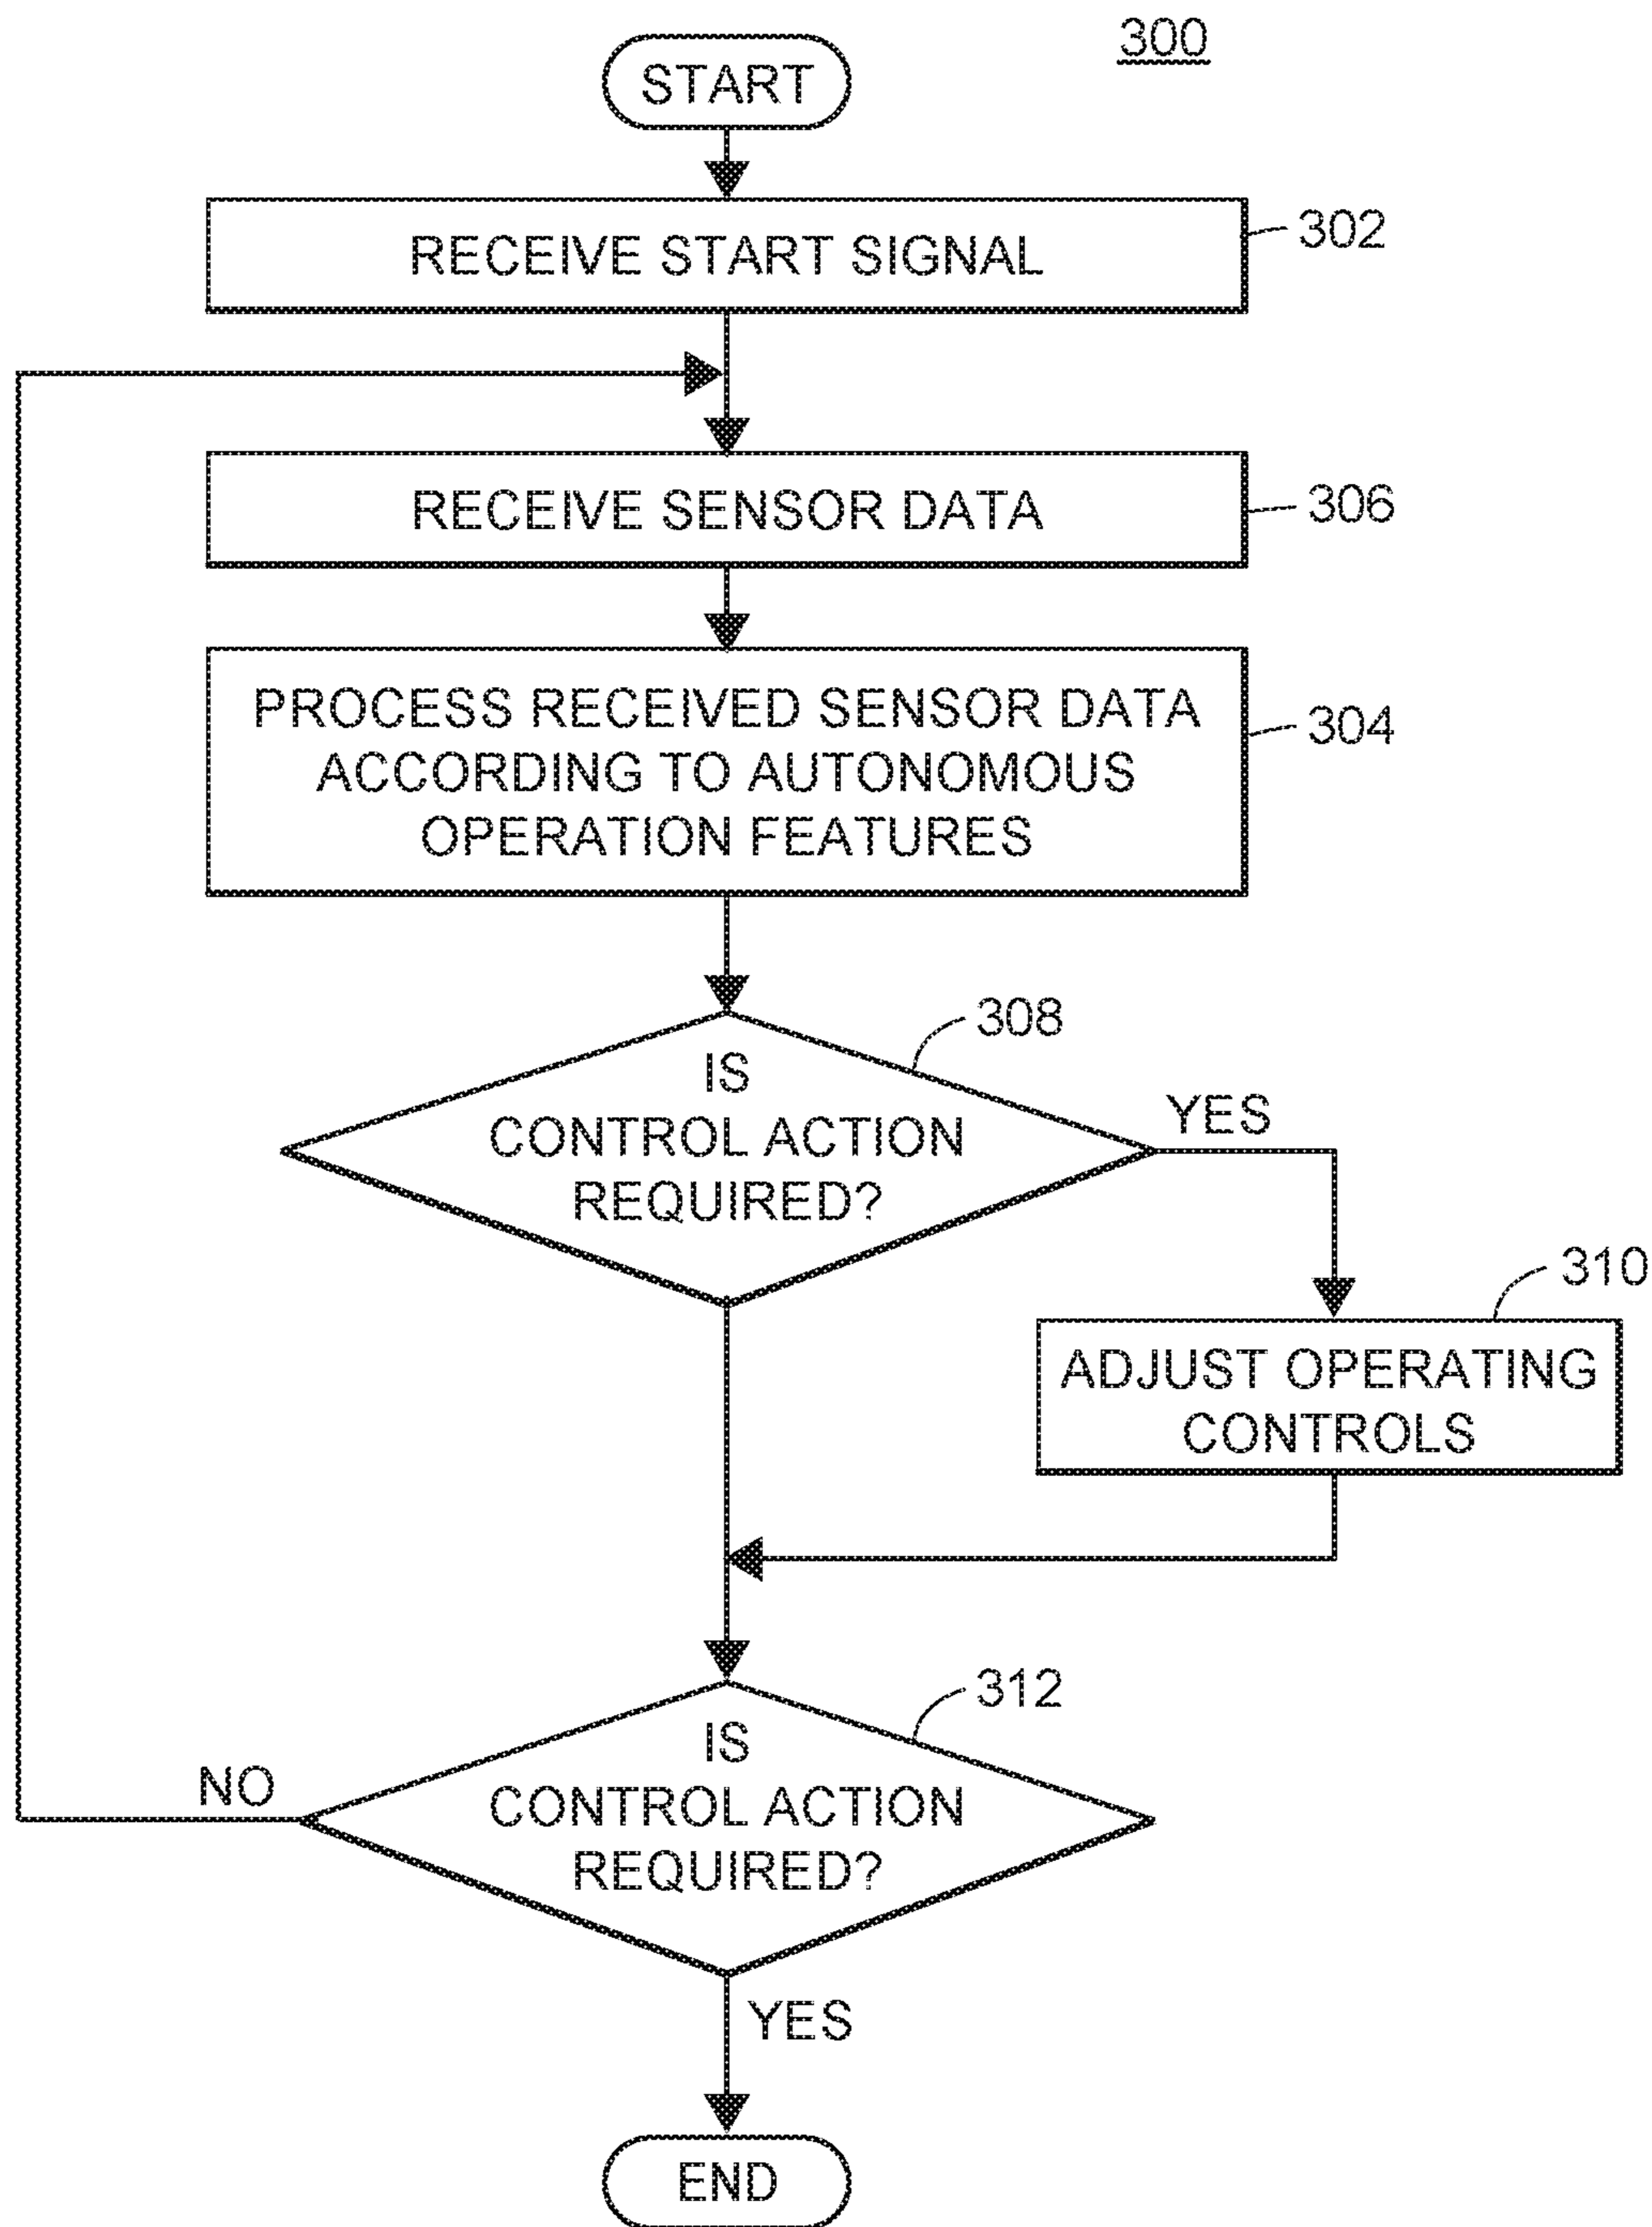 300
START
RECEIVE START SIGNAL
302
RECEIVE SENSOR DATA
306
PROCESS RECEIVED SENSOR DATA
ACCORDING TO AUTONOMOUS
OPERATION FEATURES
304
308
IS
CONTROL ACTION
REQUIRED?
YES
310
ADJUST OPERATING
CONTROLS
312
IS
CONTROL ACTION
REQUIRED?
NO
YES
END